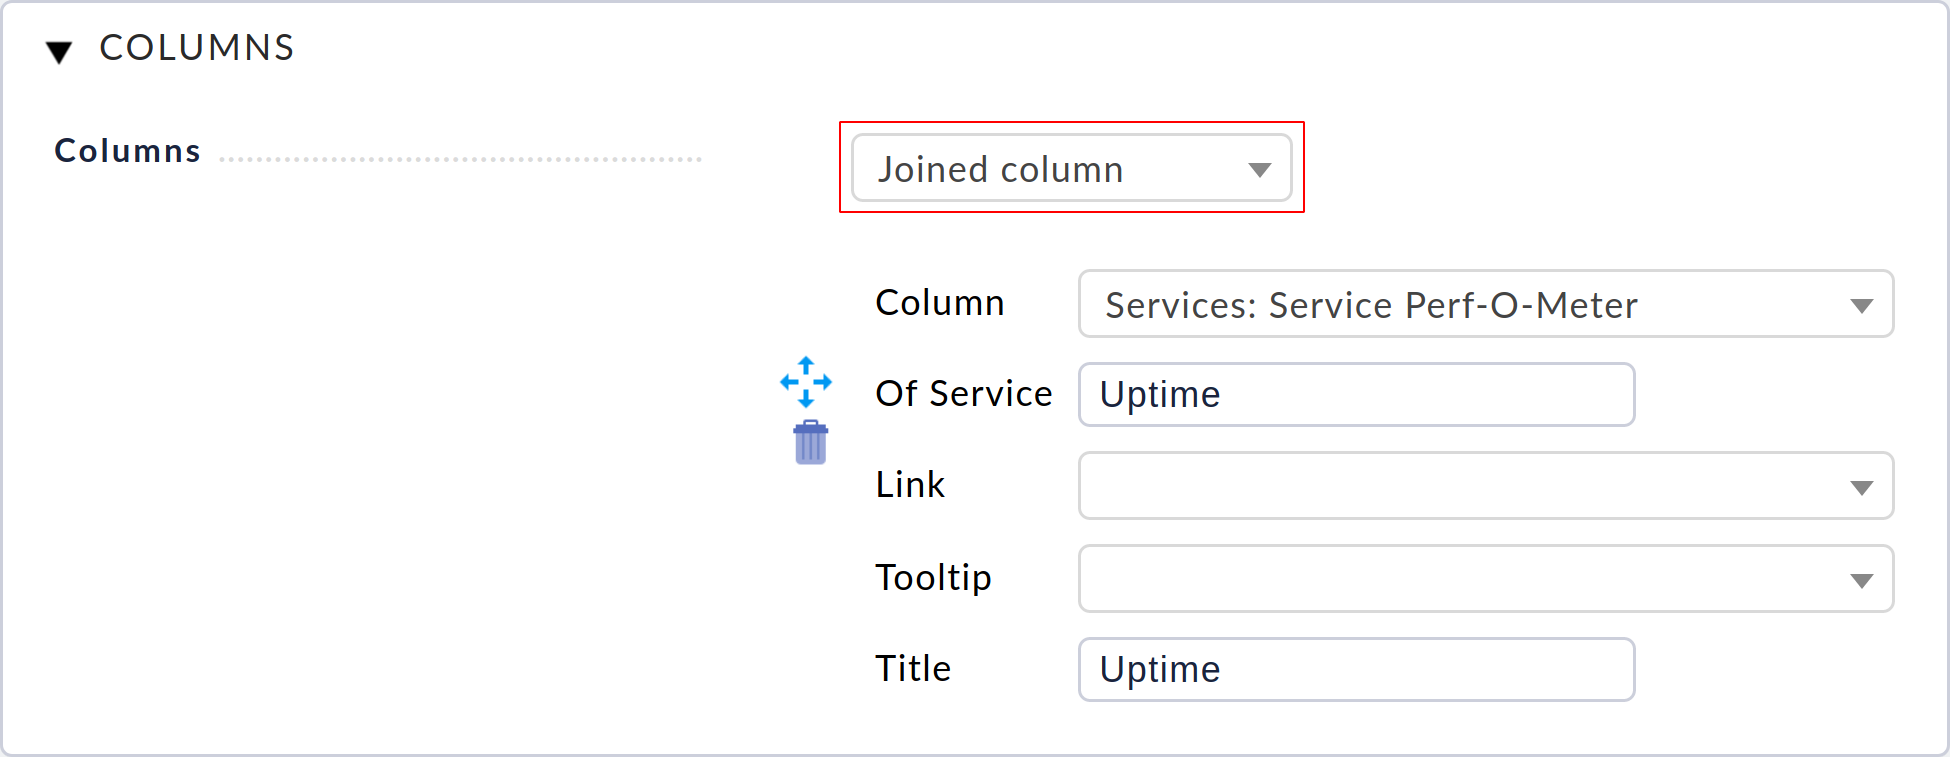 COLUMNS
Columns
Joined column
Column Services: Service Perf-O-Meter
Of Service Uptime
Link
Tooltip
Title Uptime